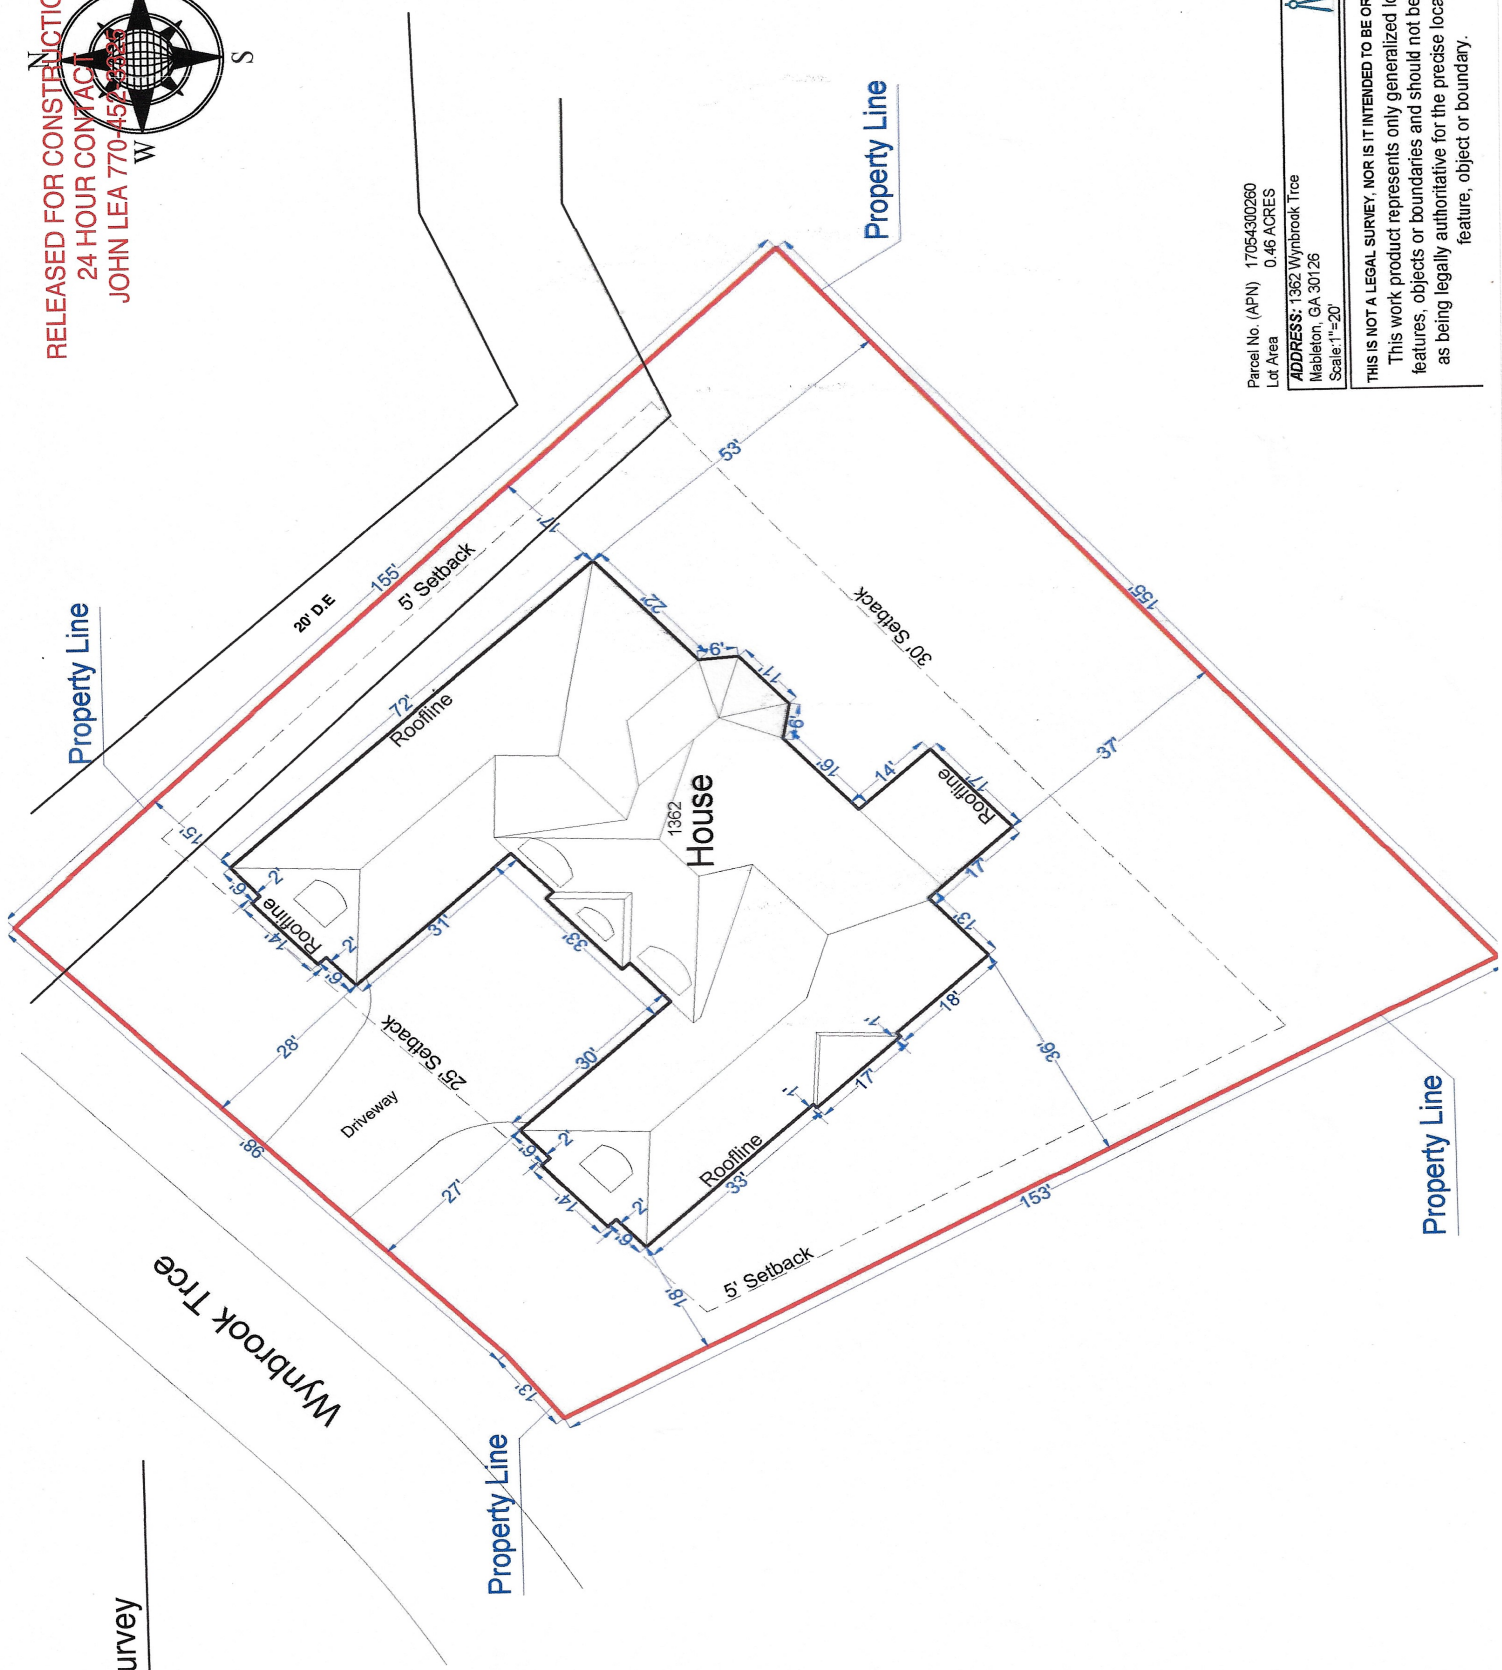 RELEASED FOR CONSTRUCTIO
24 HOUR CONTACT
JOHN LEA 770-452-
N
S
W
Property Line
Property Line
Property Line
Property Line
Wynbrook Trce
Driveway
20' D.E
155'
5' Setback
17'
15'
72'
Roofline
6'
2'
14'
Roofline
2'
6'
31'
33'
30'
28'
25' Setback
98'
27'
13'
6'
2'
14'
2'
6'
18'
5' Setback
33'
Roofline
1'
17'
1'
18'
36'
153'
13'
17'
17'
Roofline
14'
16'
6'
11'
6'
22'
53'
30' Setback
37'
155'
1362
House
urvey
Parcel No. (APN) 17054300260
Lot Area 0.46 ACRES
ADDRESS: 1362 Wynbrook Trce
Mableton, GA 30126
Scale:1"=20'
THIS IS NOT A LEGAL SURVEY, NOR IS IT INTENDED TO BE OR
This work product represents only generalized lo
features, objects or boundaries and should not be
as being legally authoritative for the precise loca
feature, object or boundary.